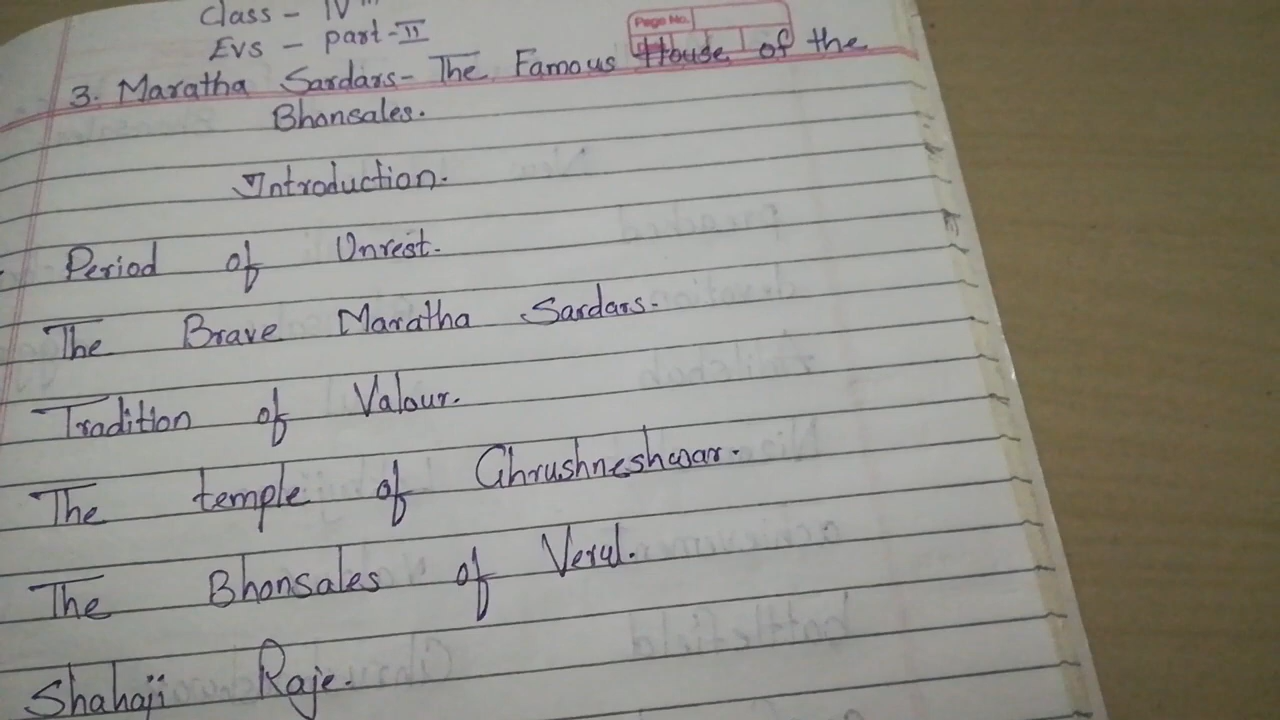 Class - IVth
Evs - part-II
Page No.
3. Maratha Sardars- The Famous House of the
Bhonsales.
Introduction.
Period of Unrest.
The Brave Maratha Sardars.
Tradition of Valour.
The temple of Ghrushneshwar.
The Bhonsales of Verul.
Shahaji Raje.